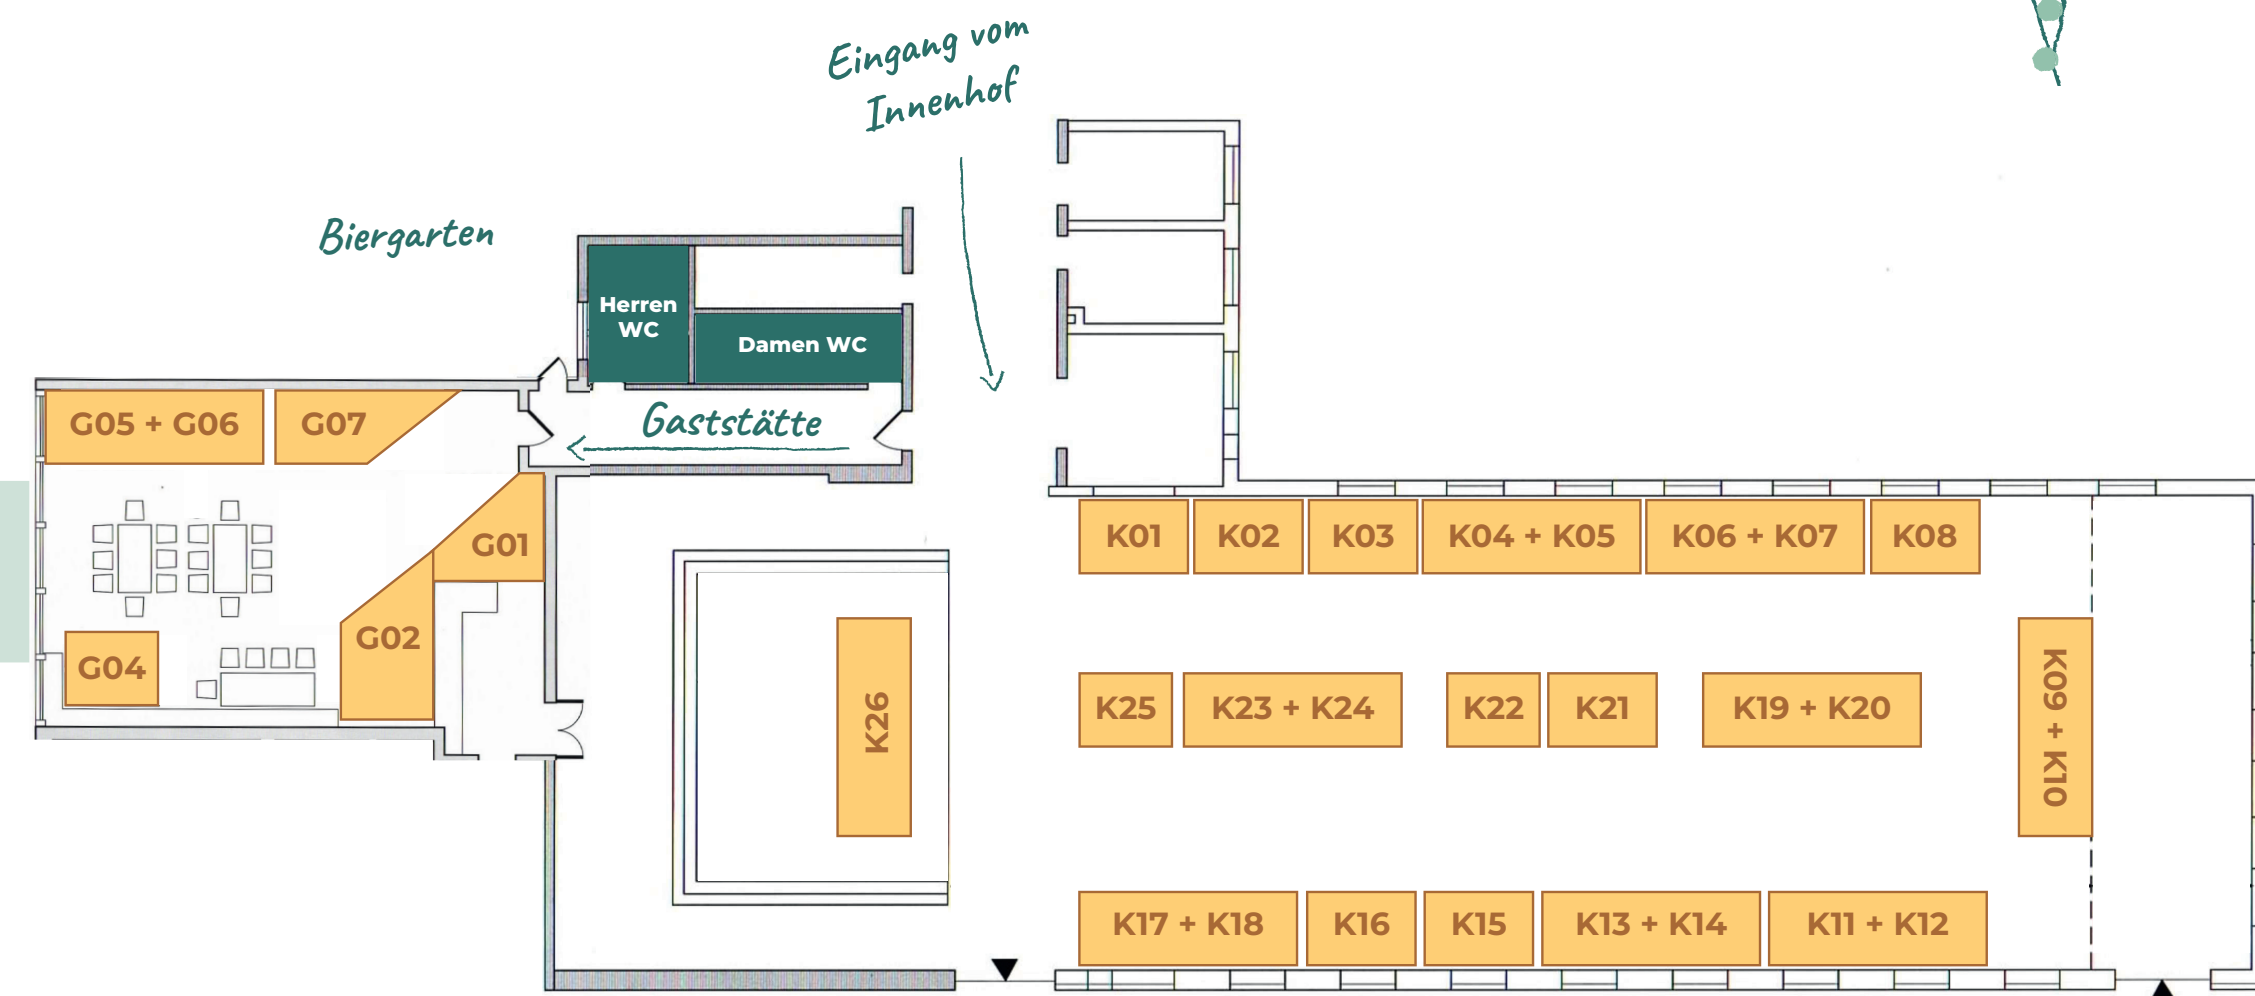 Eingang vom
Innenhof
Biergarten
Herren
WC
Damen WC
Gaststätte
G05 + G06
G07
G01
G02
G04
K01
K02
K03
K04 + K05
K06 + K07
K08
K26
K25
K23 + K24
K22
K21
K19 + K20
K09 + K10
K17 + K18
K16
K15
K13 + K14
K11 + K12